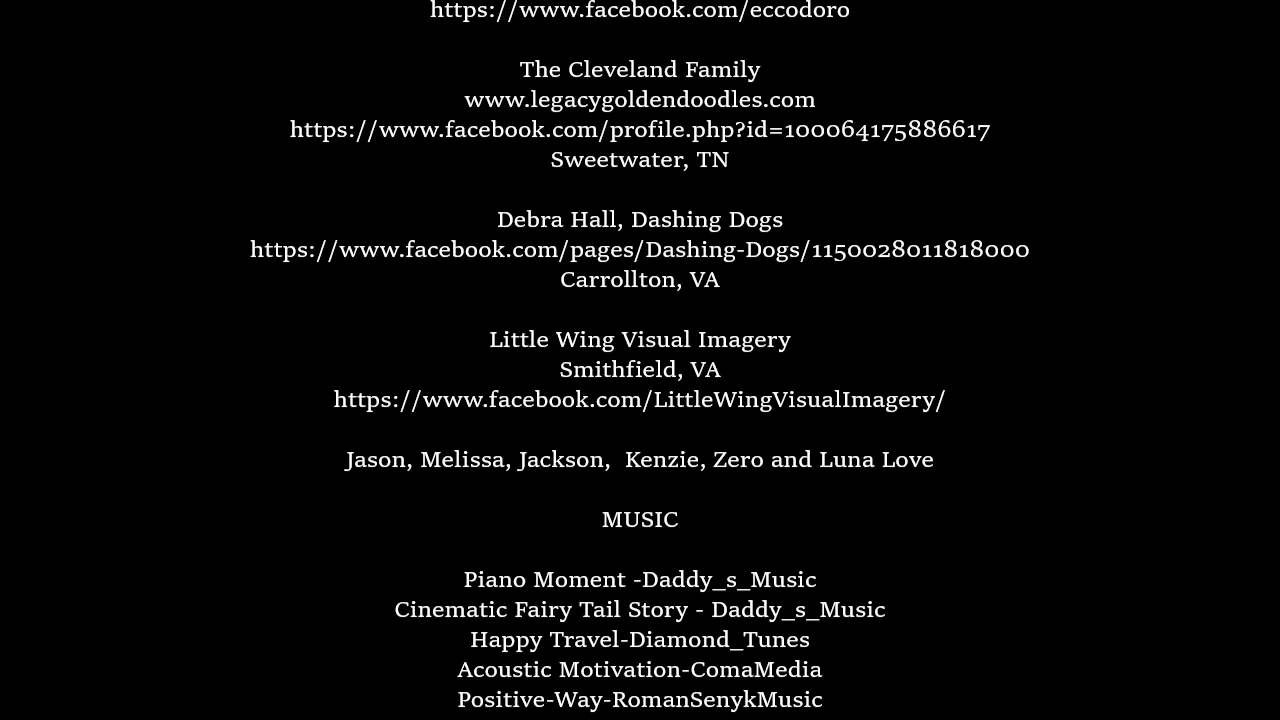 https://www.facebook.com/eccodoro
The Cleveland Family
www.legacygoldendoodles.com
https://www.facebook.com/profile.php?id=100064175886617
Sweetwater, TN
Debra Hall, Dashing Dogs
https://www.facebook.com/pages/Dashing-Dogs/1150028011818000
Carrollton, VA
Little Wing Visual Imagery
Smithfield, VA
https://www.facebook.com/LittleWingVisualImagery/
Jason, Melissa, Jackson,  Kenzie, Zero and Luna Love
MUSIC
Piano Moment -Daddy_s_Music
Cinematic Fairy Tail Story - Daddy_s_Music
Happy Travel-Diamond_Tunes
Acoustic Motivation-ComaMedia
Positive-Way-RomanSenykMusic